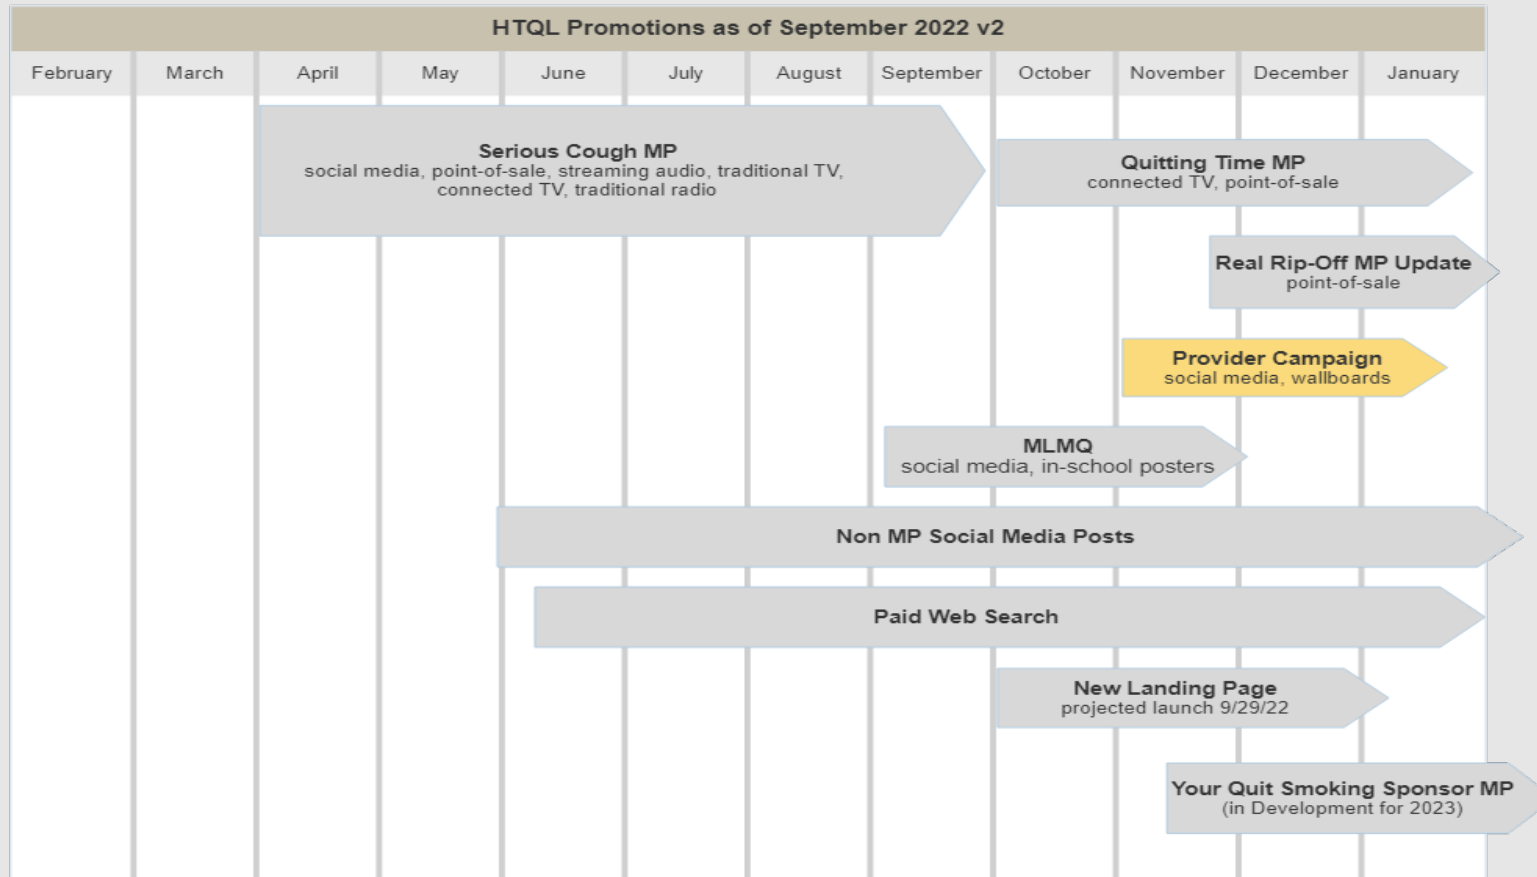 HTQL Promotions as of September 2022 v2
February March April May June July August September October November December January
Serious Cough MP
social media, point-of-sale, streaming audio, traditional TV,
connected TV, traditional radio
Quitting Time MP
connected TV, point-of-sale
Real Rip-Off MP Update
point-of-sale
Provider Campaign
social media, wallboards
MLMQ
social media, in-school posters
Non MP Social Media Posts
Paid Web Search
New Landing Page
projected launch 9/29/22
Your Quit Smoking Sponsor MP
(in Development for 2023)